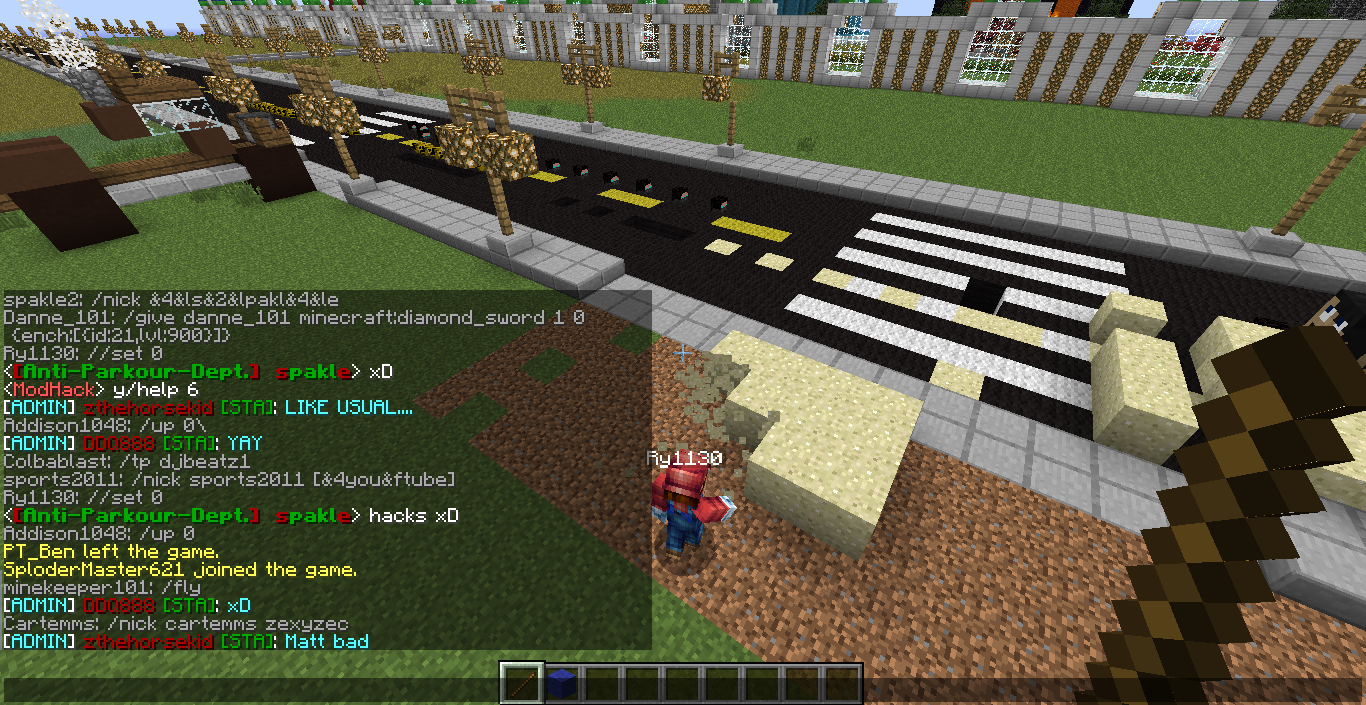 spakle2: /nick &4&ls&2&lpakl&4&le
Danne_101: /give danne_101 minecraft:diamond_sword 1 0
{ench:[{id:21,lvl:900}]}
Ry1130: //set 0
<[Anti-Parkour-Dept.] spakle> xD
<ModHack> y/help 6
[ADMIN] zthehorsekid [STA]: LIKE USUAL....
Addison1048: /up 0\
[ADMIN] DDO888 [STA]: YAY
Colbablast: /tp djbeatz1
sports2011: /nick sports2011 [&4you&ftube]
Ry1130: //set 0
<[Anti-Parkour-Dept.] spakle> hacks xD
Addison1048: /up 0
PT_Ben left the game.
SploderMaster621 joined the game.
minekeeper101: /fly
[ADMIN] DDO888 [STA]: xD
Cartemms: /nick cartemms zexyzec
[ADMIN] zthehorsekid [STA]: Matt bad
Ry1130